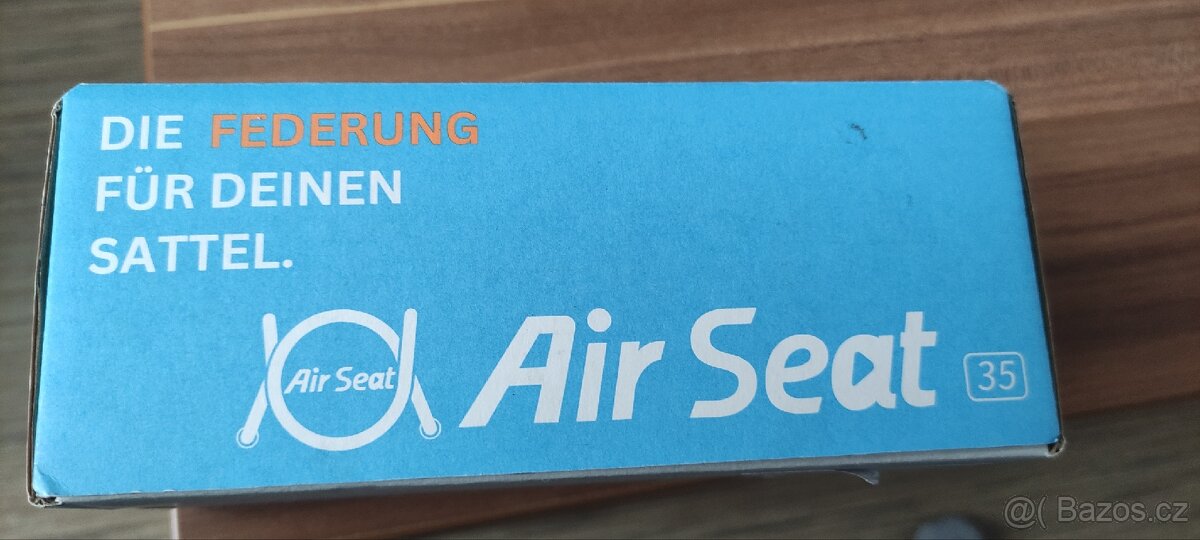 DIE FEDERUNG
FÜR DEINEN
SATTEL.
Air Seat
Air Seat 35
@( Bazos.cz